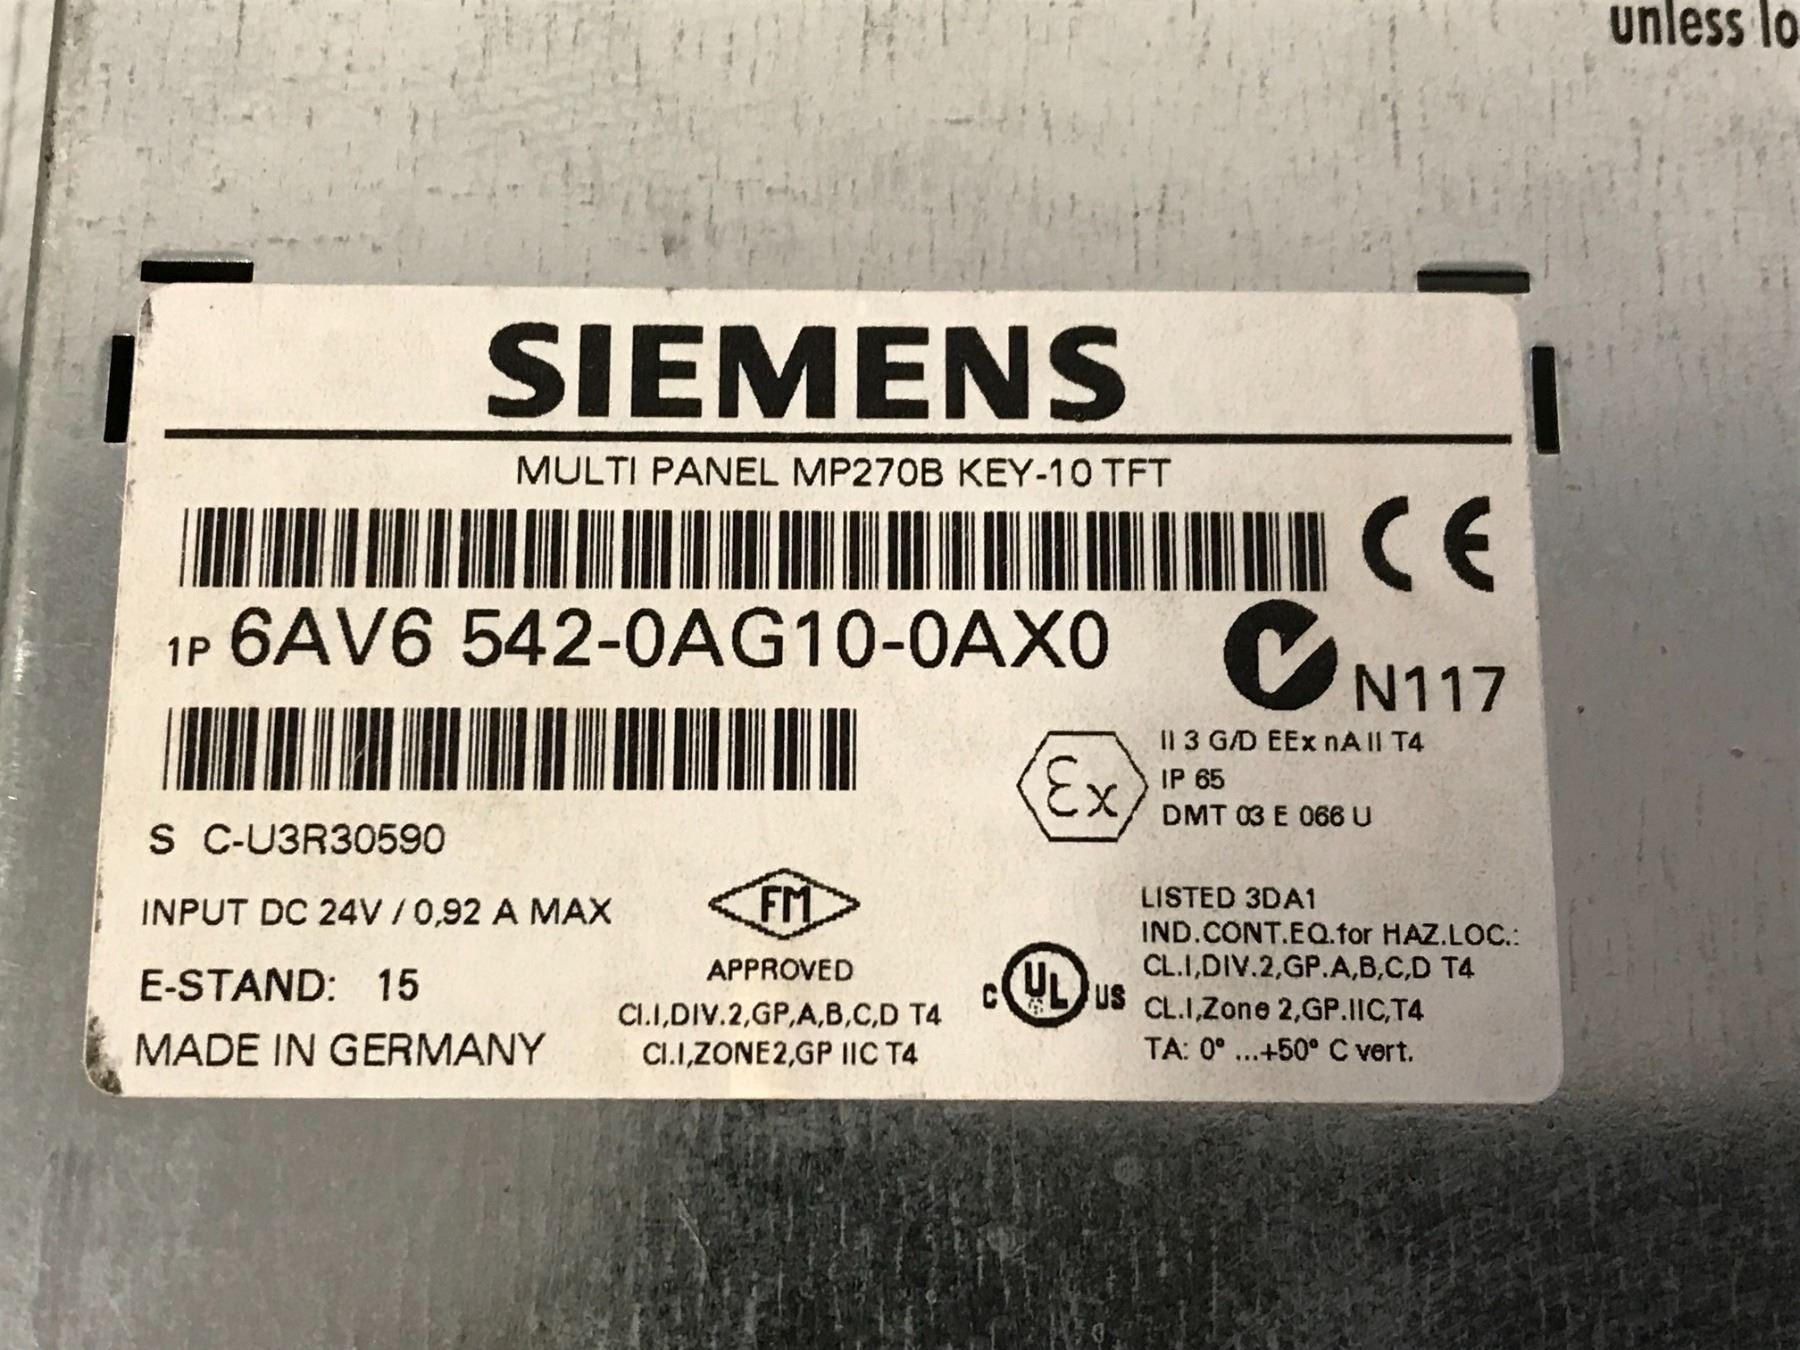 unless lo
SIEMENS
MULTI PANEL MP270B KEY-10 TFT
CE
1P 6AV6 542-0AG10-0AX0
N117
Ex
II 3 G/D EEx nA II T4
IP 65
DMT 03 E 066 U
S C-U3R30590
INPUT DC 24V / 0,92 A MAX
E-STAND: 15
MADE IN GERMANY
FM
APPROVED
CI.I,DIV.2,GP,A,B,C,D T4
CI.I,ZONE2,GP IIC T4
C UL US
LISTED 3DA1
IND.CONT.EQ.for HAZ.LOC.:
CL.I,DIV.2,GP.A,B,C,D T4
CL.I,Zone 2,GP.IIC,T4
TA: 0° ...+50° C vert.